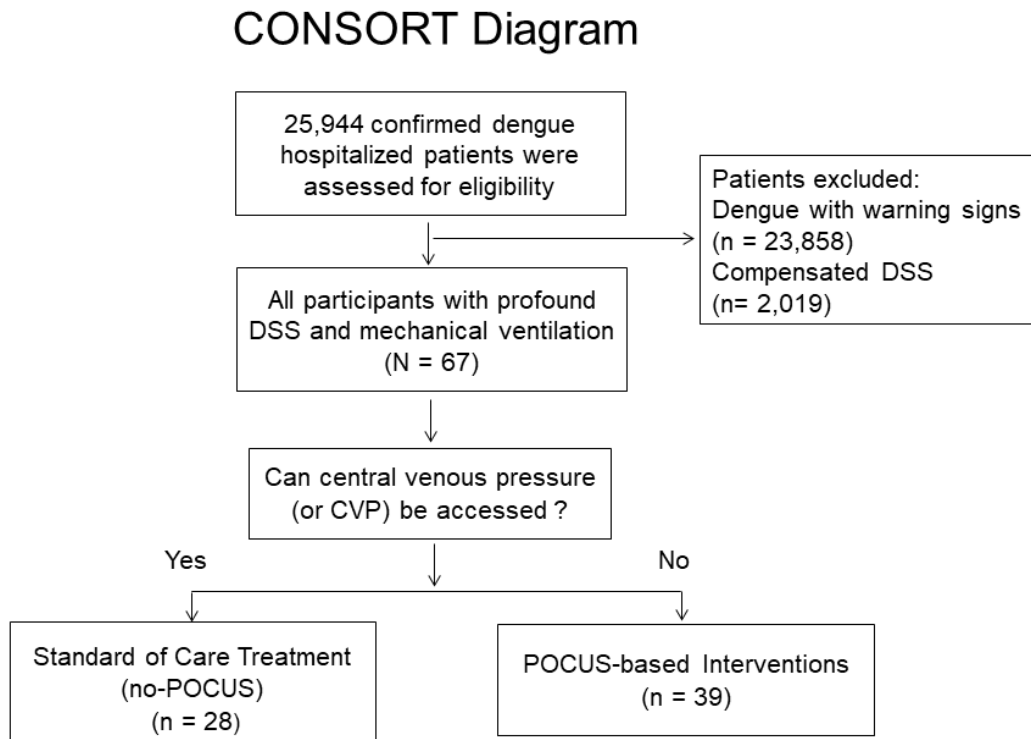 CONSORT Diagram
25,944 confirmed dengue
hospitalized patients were
assessed for eligibility
Patients excluded:
Dengue with warning signs
(n = 23,858)
Compensated DSS
(n= 2,019)
All participants with profound
DSS and mechanical ventilation
(N = 67)
Can central venous pressure
(or CVP) be accessed ?
Yes
No
Standard of Care Treatment
(no-POCUS)
(n = 28)
POCUS-based Interventions
(n = 39)